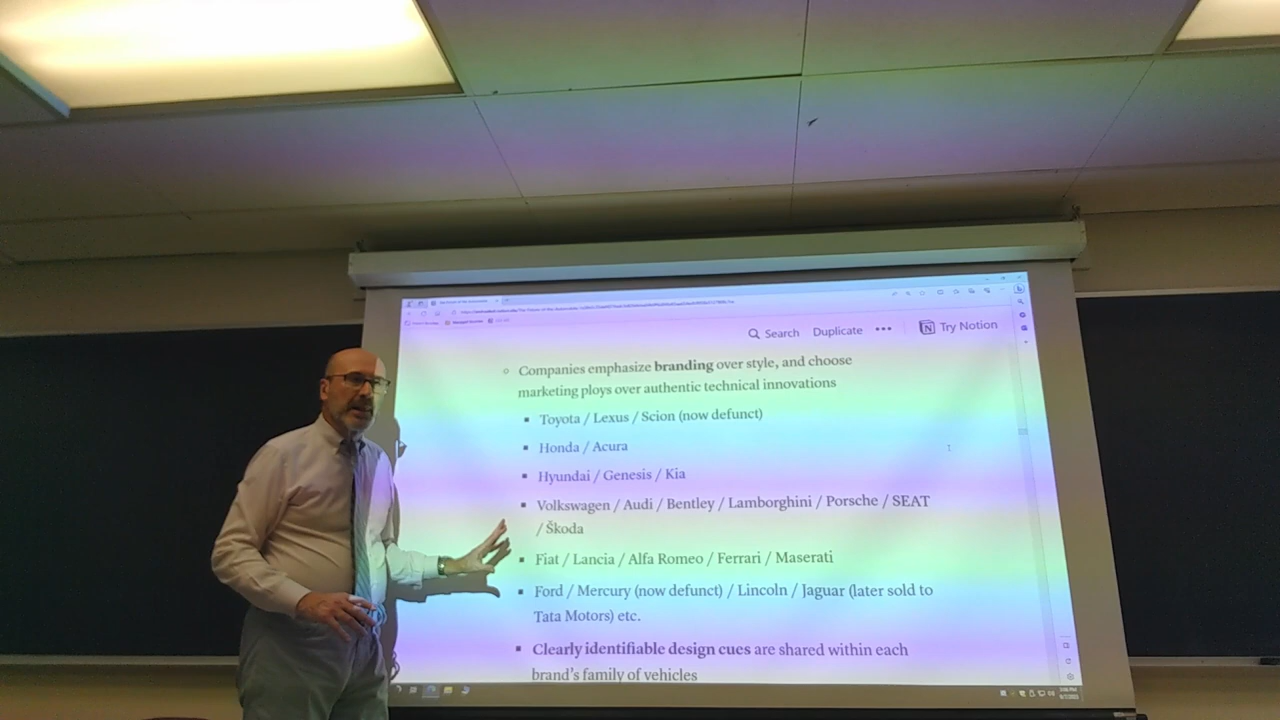 Search Duplicate ••• Try Notion
Companies emphasize branding over style, and choose
marketing ploys over authentic technical innovations
Toyota / Lexus / Scion (now defunct)
Honda / Acura
Hyundai / Genesis / Kia
Volkswagen / Audi / Bentley / Lamborghini / Porsche / SEAT
/ Škoda
Fiat / Lancia / Alfa Romeo / Ferrari / Maserati
Ford / Mercury (now defunct) / Lincoln / Jaguar (later sold to
Tata Motors) etc.
Clearly identifiable design cues are shared within each
brand's family of vehicles